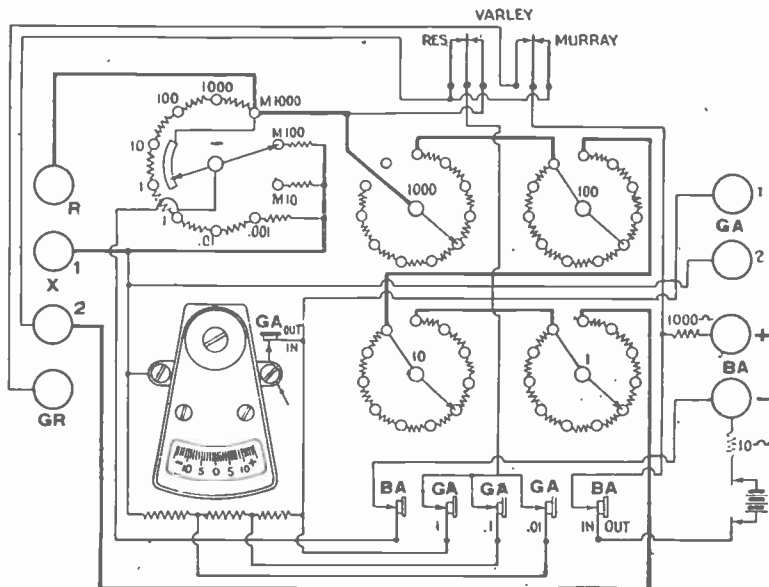 VARLEY
RES.
MURRAY
1000
100
M1000
10
M100
1
M10
.1
.01
.001
R
X
1
2
GR
1000
100
10
1
GA
1
2
1000~
+
BA
-
10~
GA
OUT
IN
- 10 5 0 5 10 +
BA
GA
1
GA
.1
GA
.01
BA
IN OUT